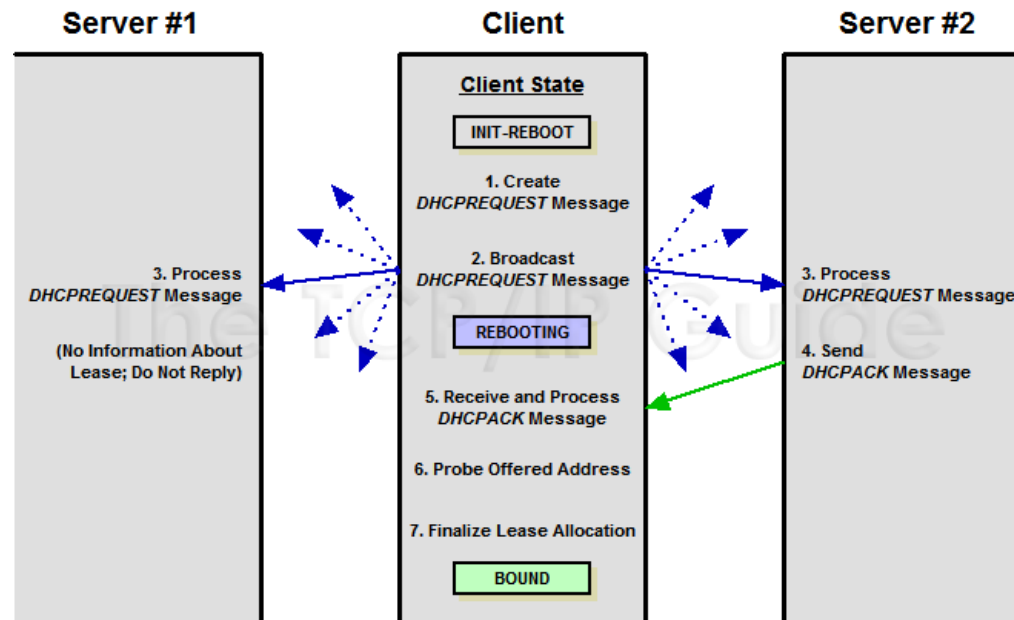 Server #1
Client
Server #2
Client State
INIT-REBOOT
1. Create
DHCPREQUEST Message
2. Broadcast
DHCPREQUEST Message
3. Process
DHCPREQUEST Message
(No Information About
Lease; Do Not Reply)
REBOOTING
3. Process
DHCPREQUEST Message
4. Send
DHCPACK Message
5. Receive and Process
DHCPACK Message
6. Probe Offered Address
7. Finalize Lease Allocation
BOUND
The TCP/IP Guide